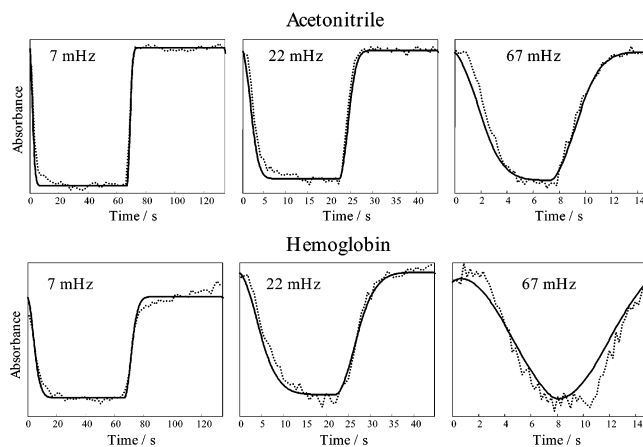 Acetonitrile
7 mHz
22 mHz
67 mHz
Absorbance
0 20 40 60 80 100 120
0 5 10 15 20 25 30 35 40
0 2 4 6 8 10 12 14
Time / s
Time / s
Time / s
Hemoglobin
7 mHz
22 mHz
67 mHz
Absorbance
0 20 40 60 80 100 120
0 5 10 15 20 25 30 35 40 45
0 2 4 6 8 10 12 14
Time / s
Time / s
Time / s